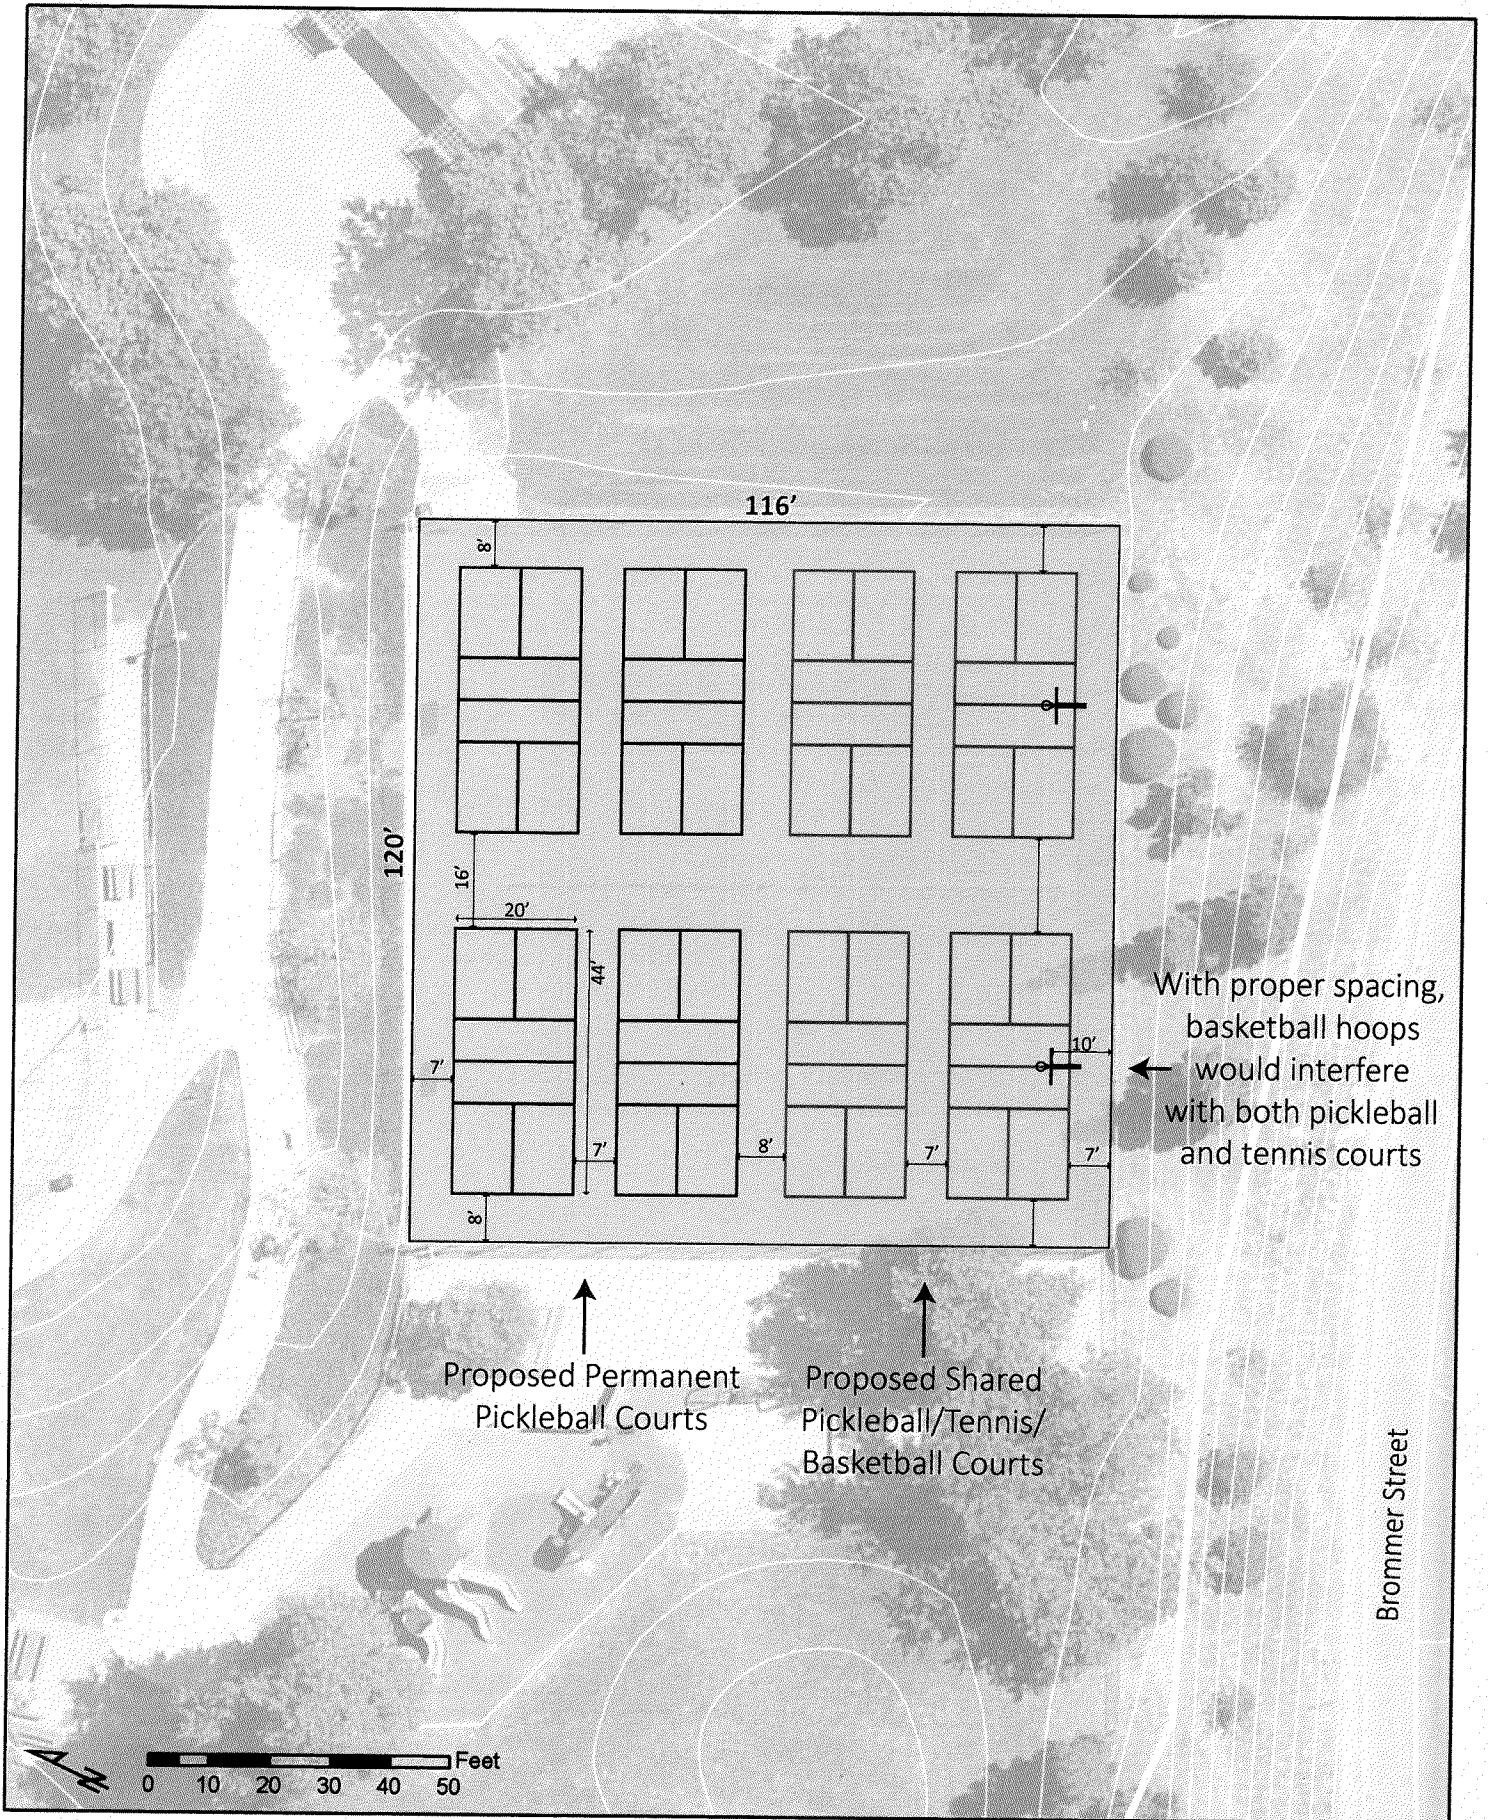 116’
8’
120’
16’
20’
44’
With proper spacing,
basketball hoops
would interfere
with both pickleball
and tennis courts
10’
7’
7’
8’
7’
7’
8’
Proposed Permanent
Pickleball Courts
Proposed Shared
Pickleball/Tennis/
Basketball Courts
Brommer Street
N
Feet
0 10 20 30 40 50